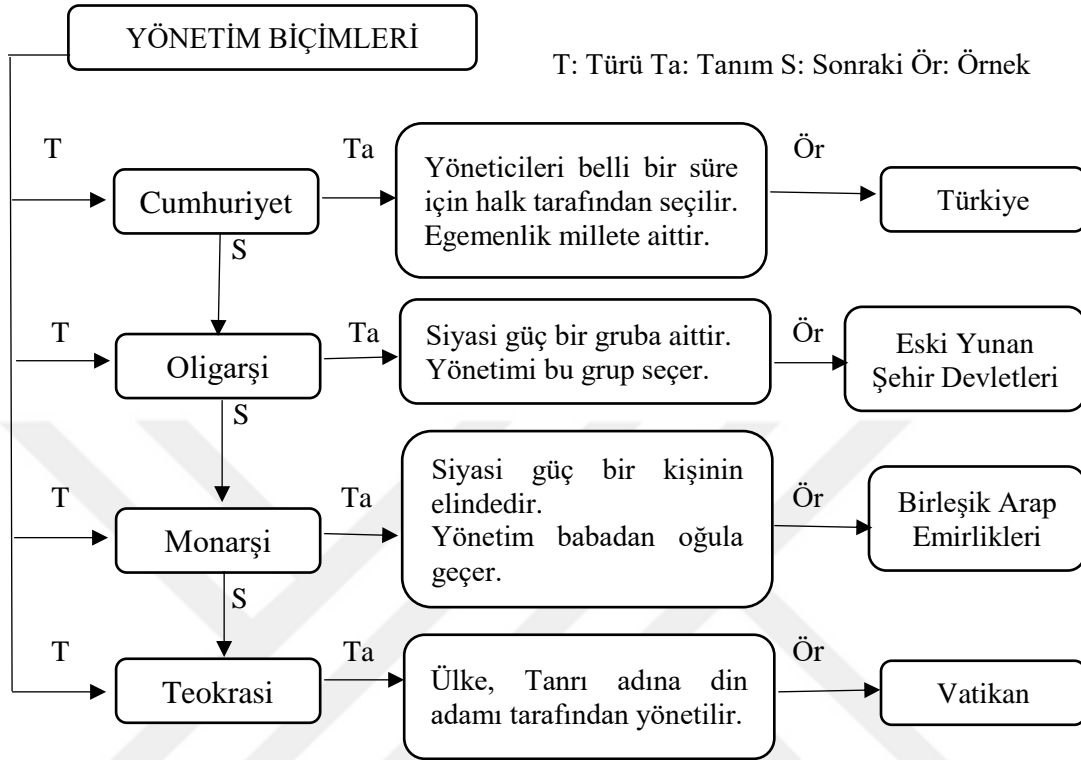 YÖNETİM BİÇİMLERİ
T: Türü Ta: Tanım S: Sonraki Ör: Örnek
T
Cumhuriyet
Ta
Yöneticileri belli bir süre
için halk tarafından seçilir.
Egemenlik millete aittir.
Ör
Türkiye
S
T
Oligarşi
Ta
Siyasi güç bir gruba aittir.
Yönetimi bu grup seçer.
Ör
Eski Yunan
Şehir Devletleri
S
T
Monarşi
Ta
Siyasi güç bir kişinin
elindedir.
Yönetim babadan oğula
geçer.
Ör
Birleşik Arap
Emirlikleri
S
T
Teokrasi
Ta
Ülke, Tanrı adına din
adamı tarafından yönetilir.
Ör
Vatikan